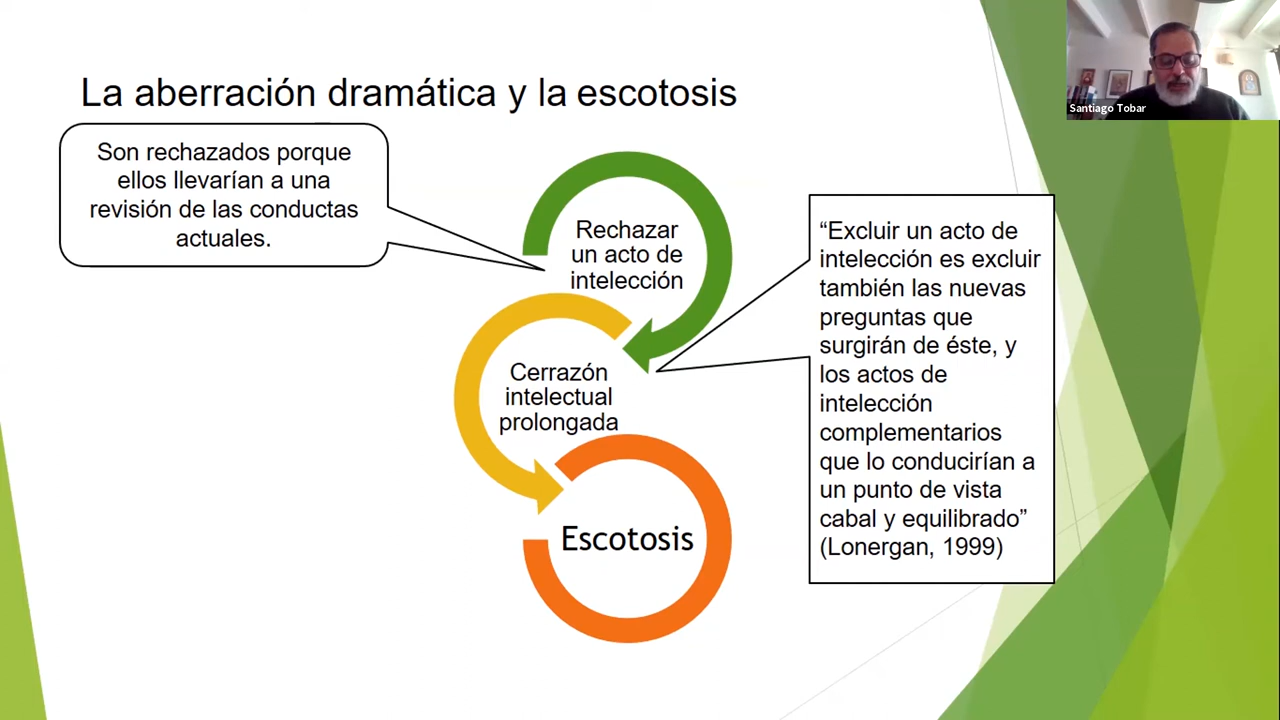 La aberración dramática y la escotosis
Santiago Tobar
Son rechazados porque
ellos llevarían a una
revisión de las conductas
actuales.
Rechazar
un acto de
intelección
Cerrazón
intelectual
prolongada
Escotosis
“Excluir un acto de
intelección es excluir
también las nuevas
preguntas que
surgirán de éste, y
los actos de
intelección
complementarios
que lo conducirían a
un punto de vista
cabal y equilibrado”
(Lonergan, 1999)